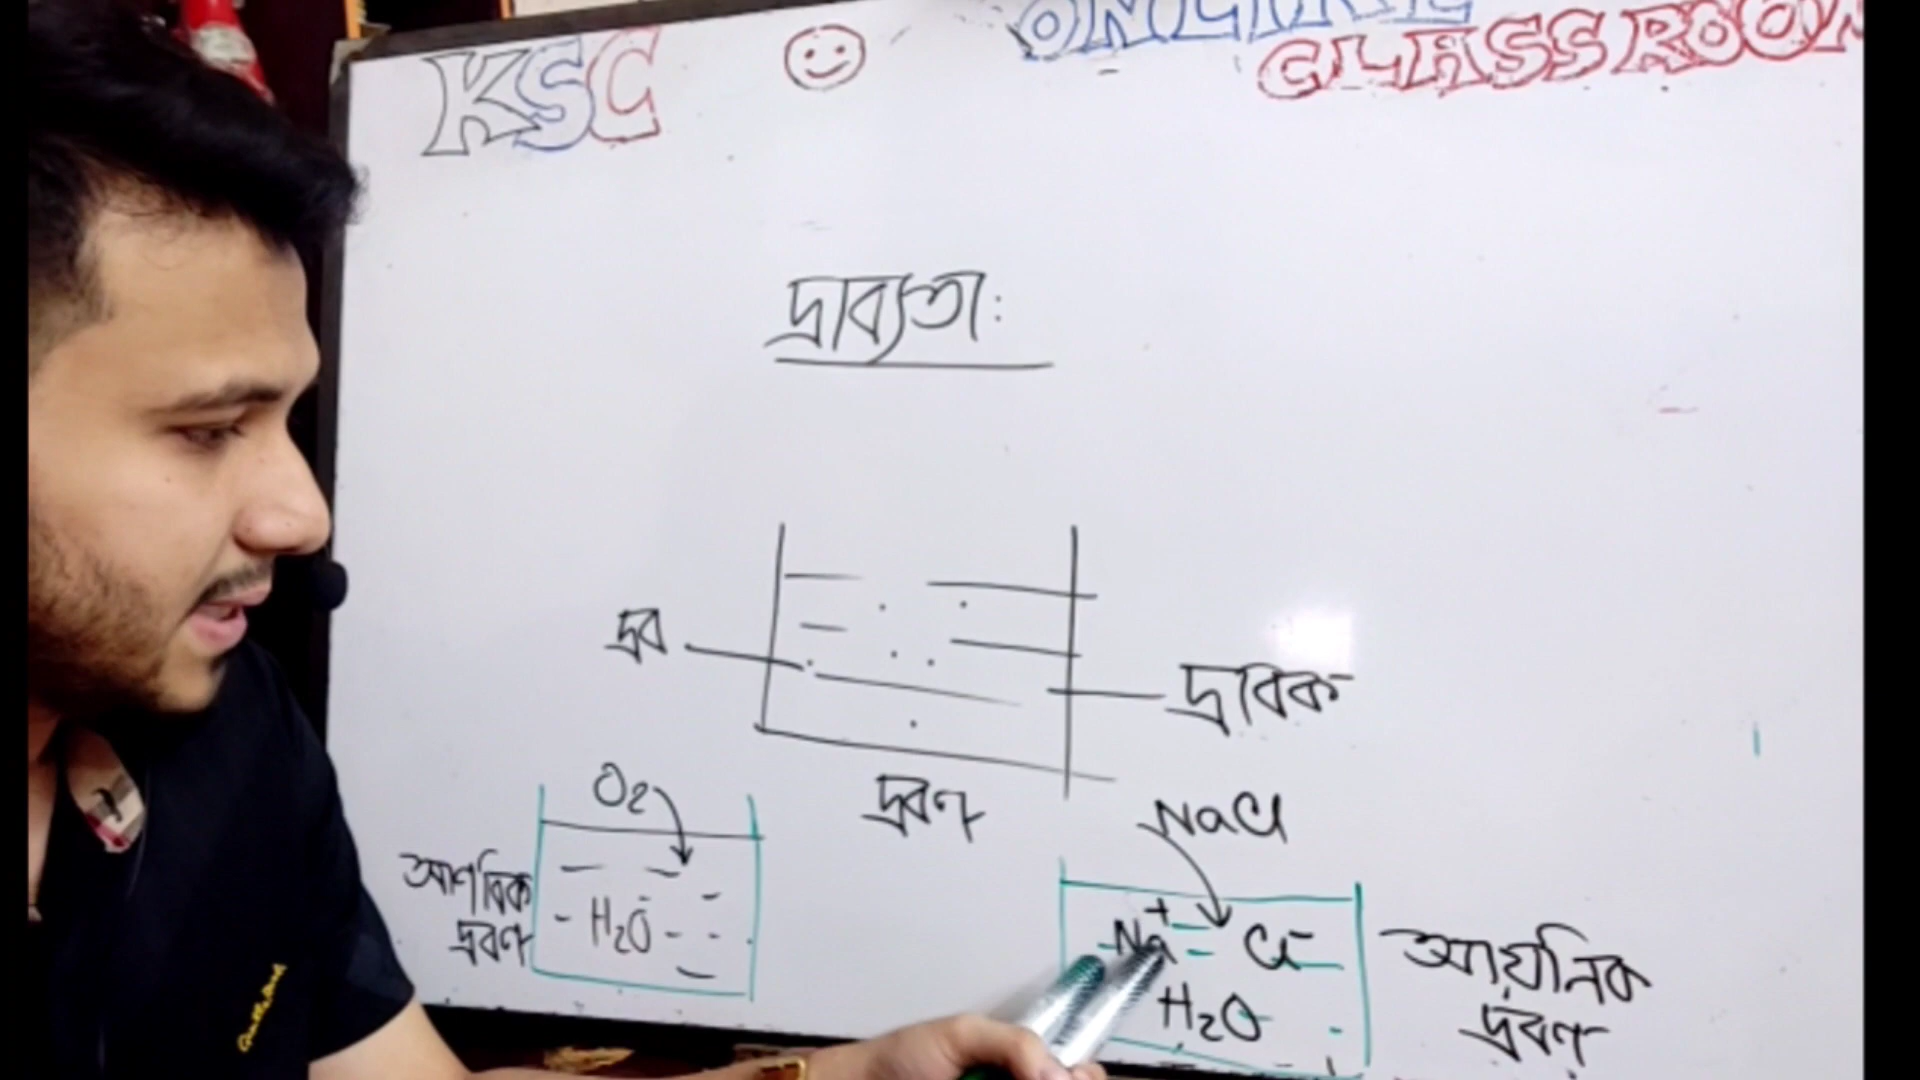 KSC
ONLINE
CLASSROOM
দ্রাব্যতা:
দ্রব
দ্রাবক
দ্রবণ
O2
আণবিক
দ্রবণ
H2O
NaCl
Na+ Cl-
H2O
আয়নিক
দ্রবণ